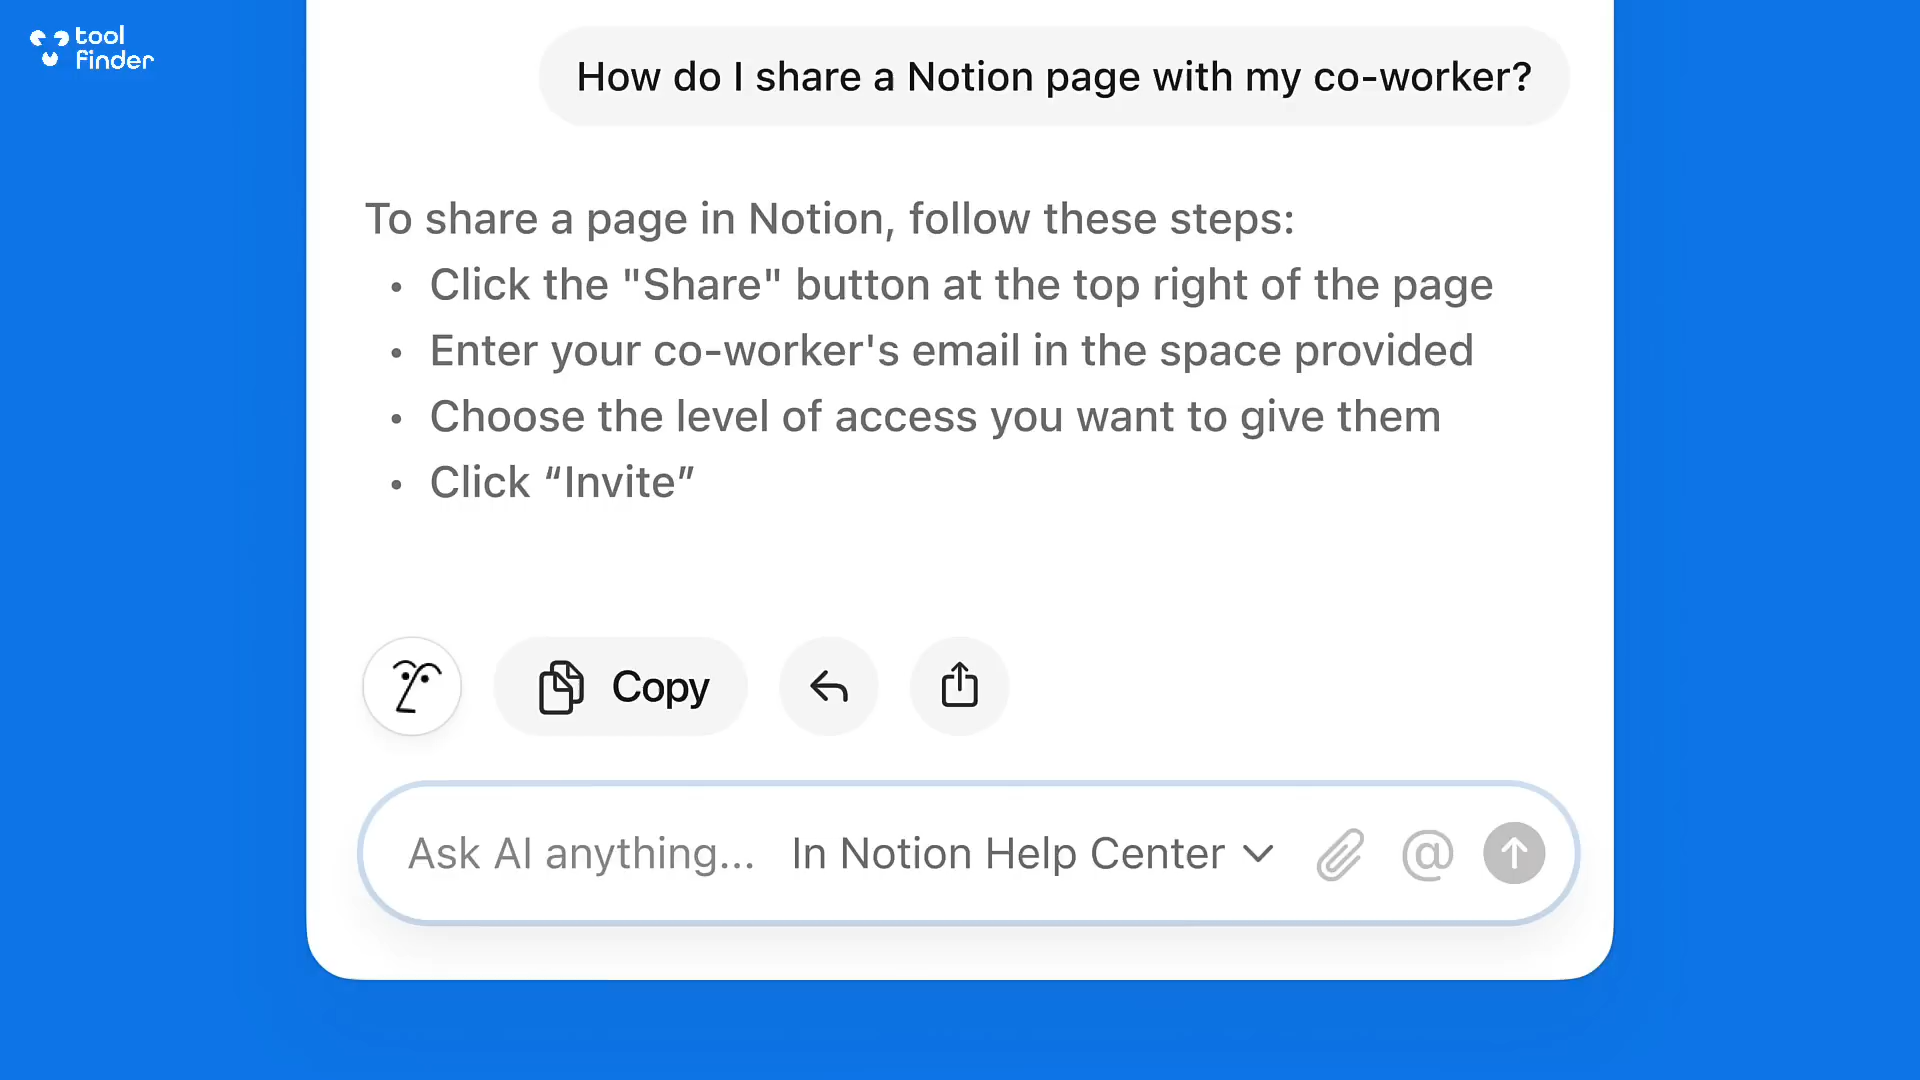 tool
finder
How do I share a Notion page with my co-worker?
To share a page in Notion, follow these steps:
• Click the "Share" button at the top right of the page
• Enter your co-worker's email in the space provided
• Choose the level of access you want to give them
• Click “Invite”
Copy
Ask AI anything... In Notion Help Center